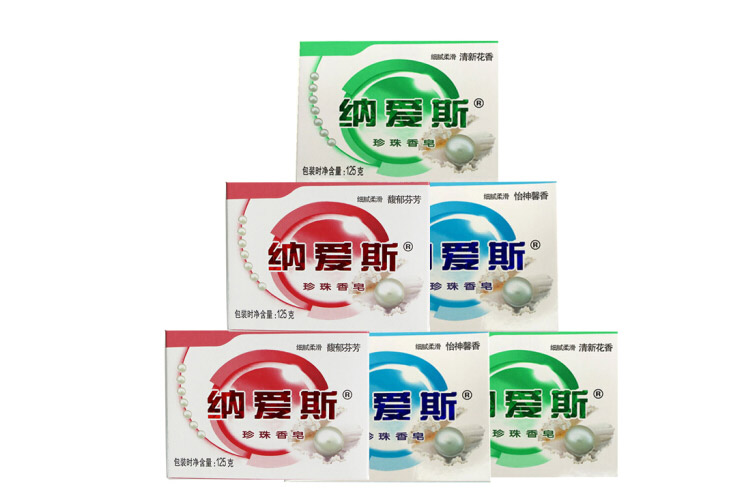 细腻柔滑 清新花香
纳爱斯®
珍珠香皂
包装时净含量:125克
细腻柔滑 馥郁芬芳
纳爱斯®
珍珠香皂
包装时净含量:125克
细腻柔滑 怡神馨香
爱斯®
珍珠香皂
细腻柔滑 馥郁芬芳
纳爱斯®
珍珠香皂
包装时净含量:125克
细腻柔滑 怡神馨香
爱斯®
珠香皂
细腻柔滑 清新花香
爱斯®
珠香皂